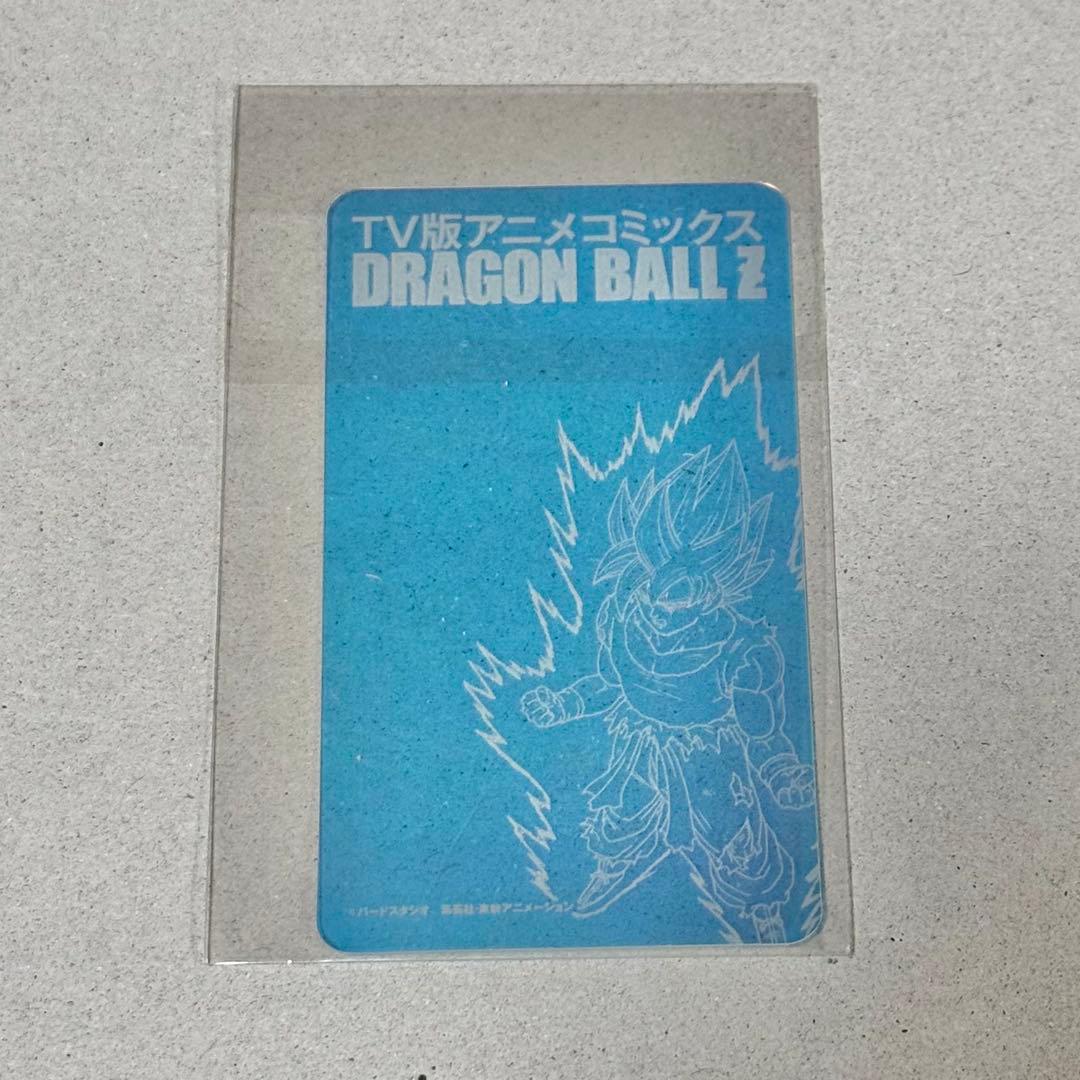 TV版アニメコミックス
DRAGON BALL Z
©バードスタジオ 集英社・東映アニメーション